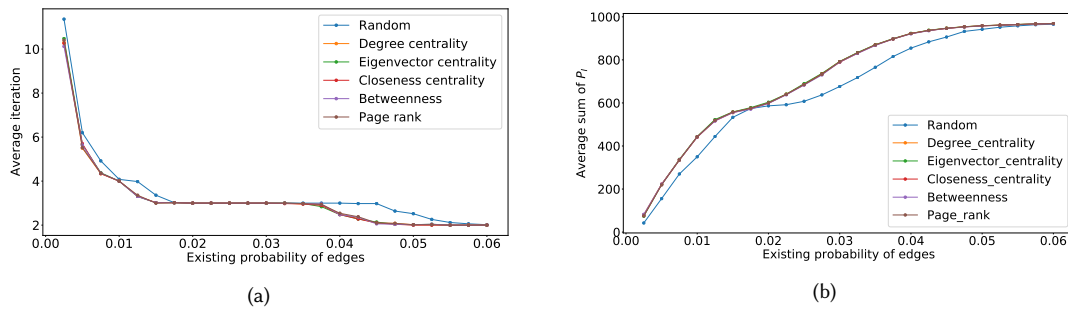 10
8
6
4
2
Average iteration
Random
Degree centrality
Eigenvector centrality
Closeness centrality
Betweenness
Page rank
0.00 0.01 0.02 0.03 0.04 0.05 0.06
Existing probability of edges
(a)
1000
800
600
400
200
0
Average sum of P_l
Random
Degree_centrality
Eigenvector_centrality
Closeness_centrality
Betweenness
Page_rank
0.00 0.01 0.02 0.03 0.04 0.05 0.06
Existing probability of edges
(b)